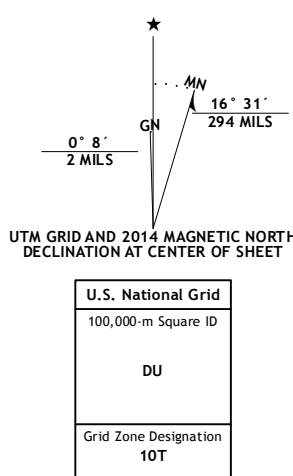 MN
16° 31´
294 MILS
GN
0° 8´
2 MILS
UTM GRID AND 2014 MAGNETIC NORTH
DECLINATION AT CENTER OF SHEET
U.S. National Grid
100,000-m Square ID
DU
Grid Zone Designation
10T